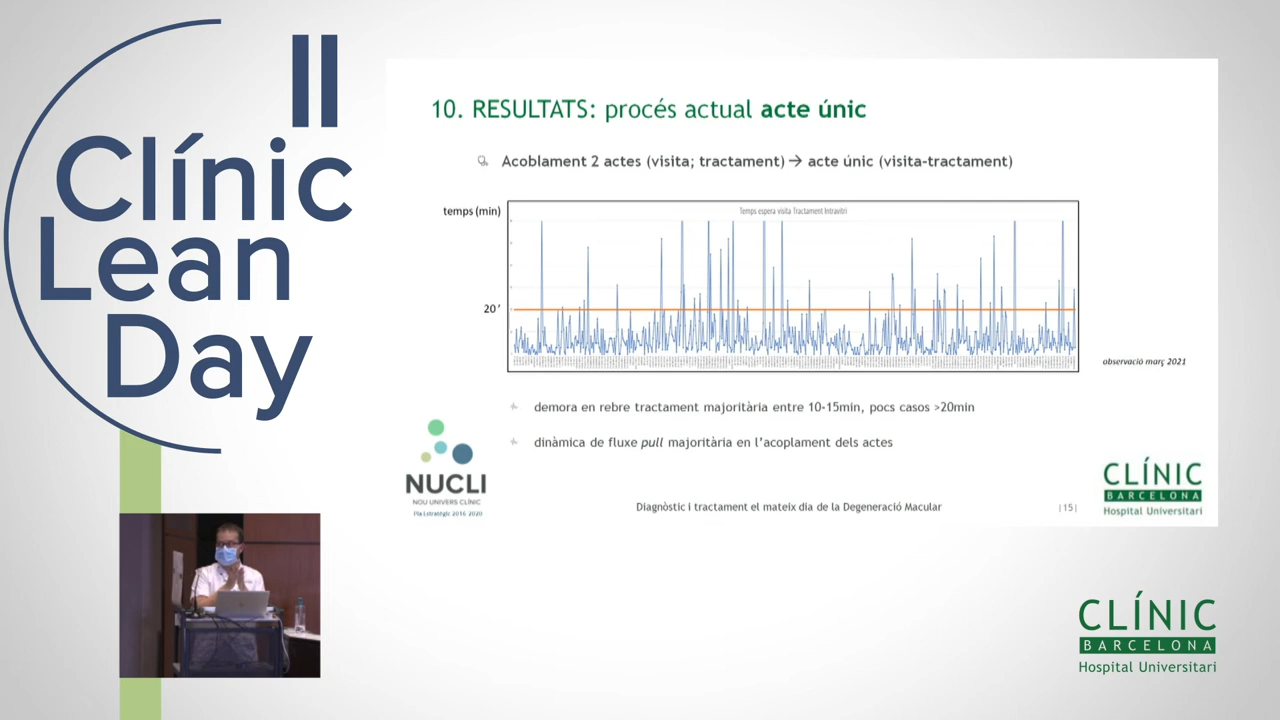 II
Clínic
Lean
Day
10. RESULTATS: procés actual acte únic
Acoblament 2 actes (visita; tractament) → acte únic (visita-tractament)
temps (min)
Temps espera visita Tractament Intravitri
20'
observació març 2021
demora en rebre tractament majoritària entre 10-15min, pocs casos >20min
dinàmica de fluxe pull majoritària en l'acoplament dels actes
NUCLI
NOU UNIVERS CLÍNIC
Pla Estratègic 2016-2020
Diagnòstic i tractament el mateix dia de la Degeneració Macular
|15|
CLÍNIC
BARCELONA
Hospital Universitari
CLÍNIC
BARCELONA
Hospital Universitari